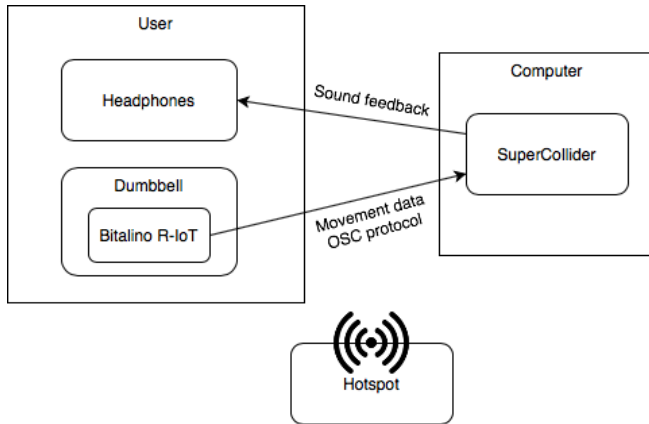 User
Headphones
Dumbbell
Bitalino R-IoT
Sound feedback
Movement data
OSC protocol
Computer
SuperCollider
Hotspot